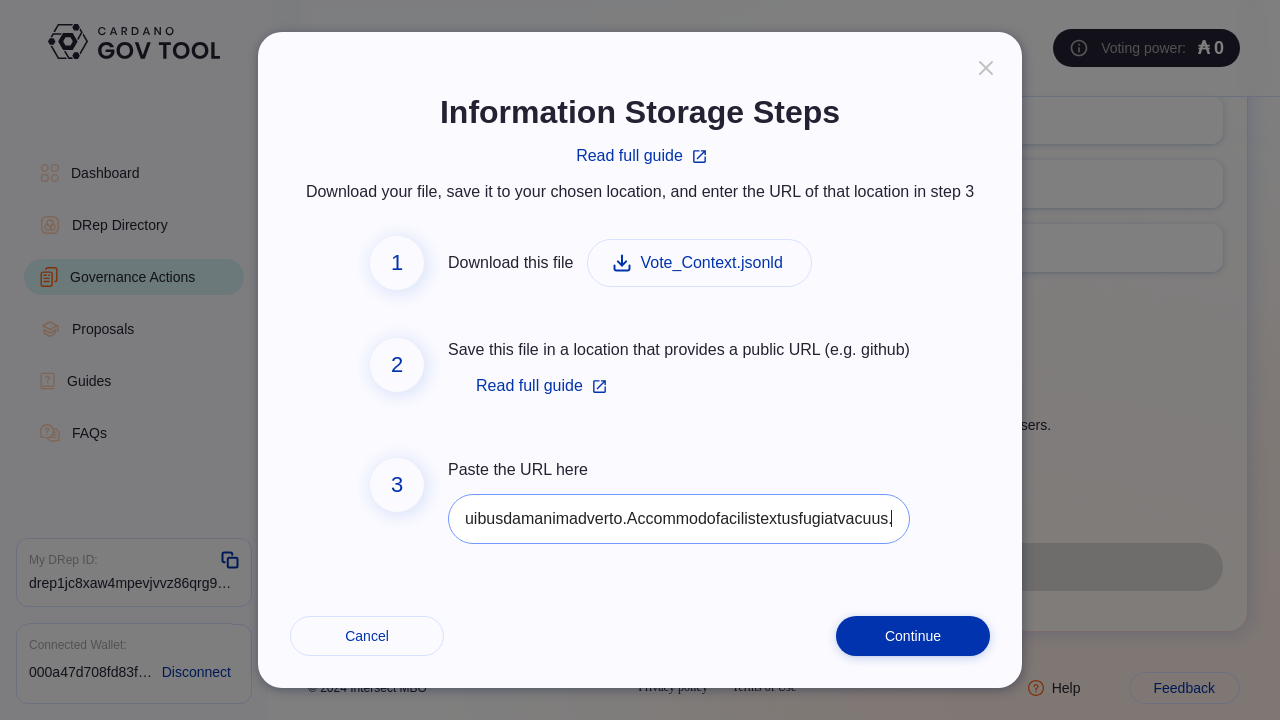 CARDANO
GOV TOOL
Voting power: ₳ 0
Dashboard
DRep Directory
Governance Actions
Proposals
Guides
FAQs
My DRep ID:
drep1jc8xaw4mpevjvvz86qrg9…
Connected Wallet:
000a47d708fd83f… Disconnect
Information Storage Steps
Read full guide
Download your file, save it to your chosen location, and enter the URL of that location in step 3
1 Download this file Vote_Context.jsonld
2 Save this file in a location that provides a public URL (e.g. github)
Read full guide
3 Paste the URL here
uibusdamanimadverto.Accommodofacilistextusfugiatvacuus.
Cancel Continue
sers.
© 2024 Intersect MBO Privacy policy Terms of Use
Help
Feedback